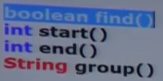 boolean find()
int start()
int end()
String group()